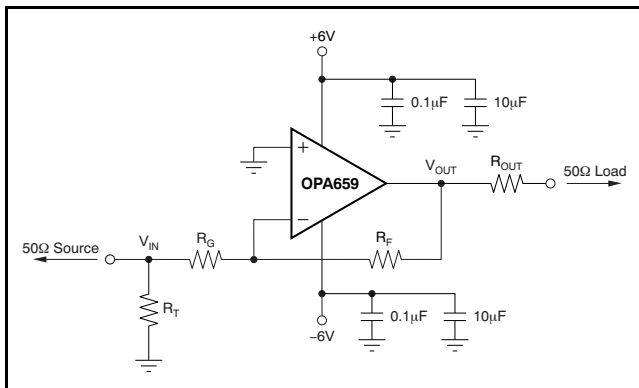 +6V
0.1μF
10μF
+
OPA659
−
V_OUT
R_OUT
50Ω Load
50Ω Source
V_IN
R_G
R_F
R_T
−6V
0.1μF
10μF